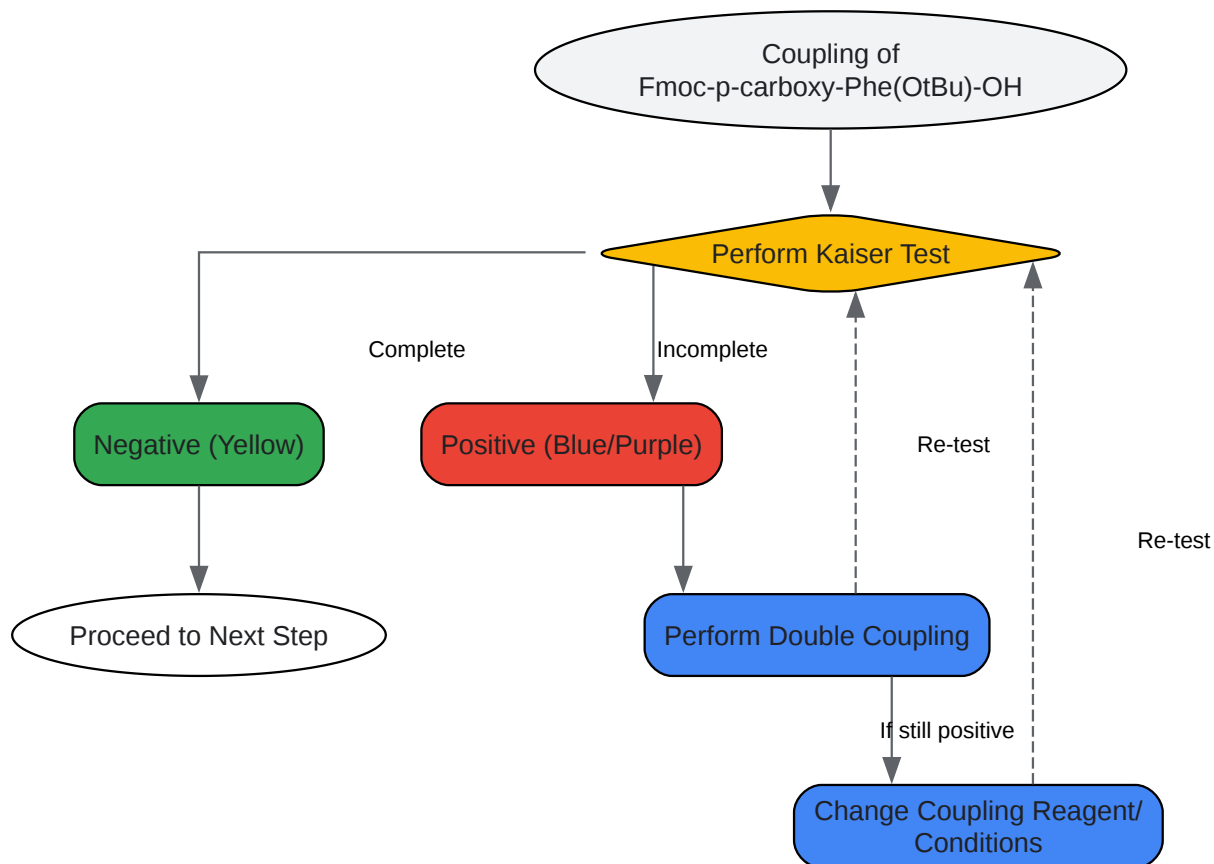 Coupling of
Fmoc-p-carboxy-Phe(OtBu)-OH
Perform Kaiser Test
Complete
Incomplete
Negative (Yellow)
Positive (Blue/Purple)
Re-test
Re-test
Proceed to Next Step
Perform Double Coupling
If still positive
Change Coupling Reagent/
Conditions